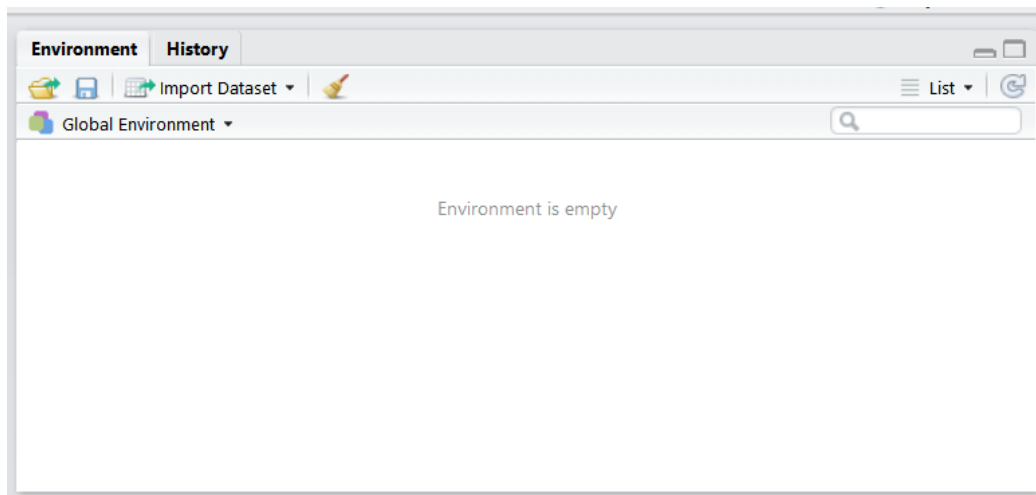 Environment History
Import Dataset List
Global Environment
Environment is empty